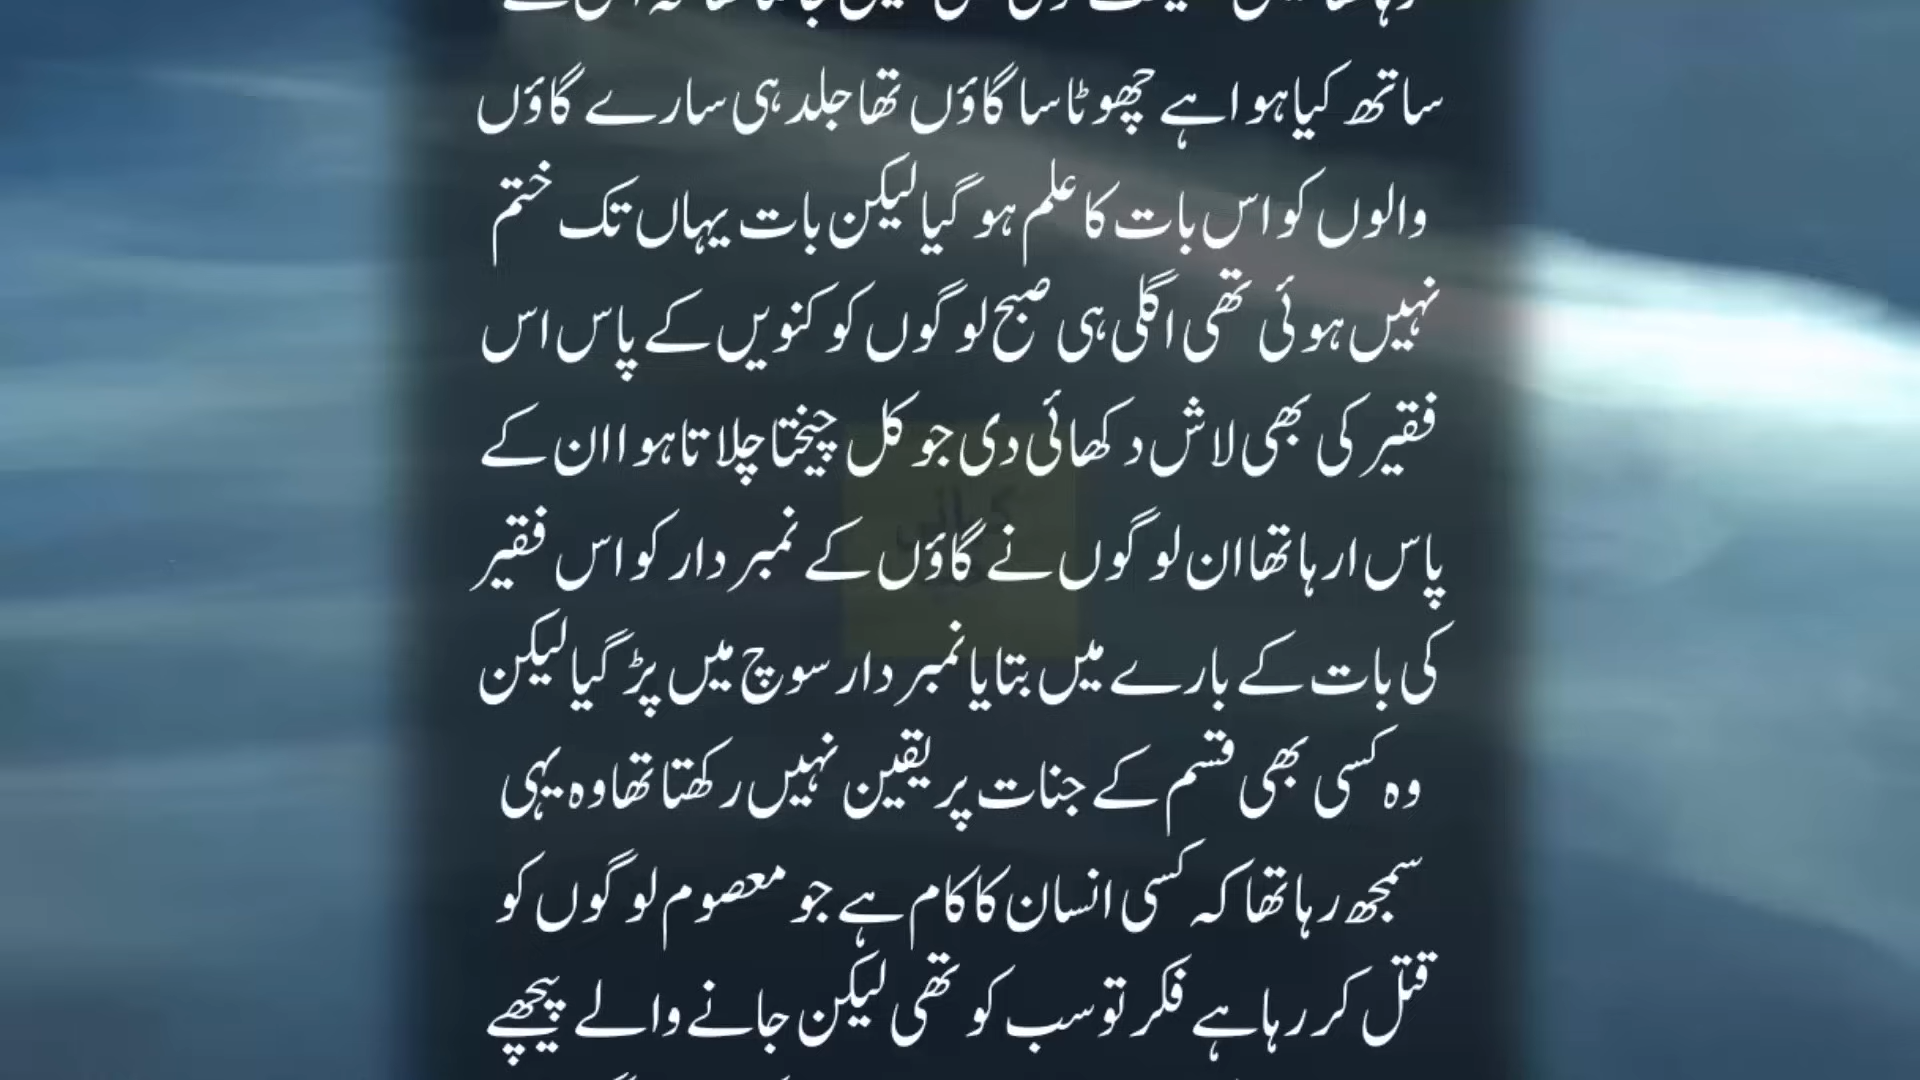 ساتھ کیا ہوا ہے چھوٹا سا گاؤں تھا جلد ہی سارے گاؤں
والوں کو اس بات کا علم ہو گیا لیکن بات یہاں تک ختم
نہیں ہوئی تھی اگلی ہی صبح لوگوں کو کنویں کے پاس اس
فقیر کی بھی لاش دکھائی دی جو کل چیختا چلاتا ہوا ان کے
پاس ا رہا تھا ان لوگوں نے گاؤں کے نمبر دار کو اس فقیر
کی بات کے بارے میں بتایا نمبر دار سوچ میں پڑ گیا لیکن
وہ کسی بھی قسم کے جنات پر یقین نہیں رکھتا تھا وہ یہی
سمجھ رہا تھا کہ کسی انسان کا کام ہے جو معصوم لوگوں کو
قتل کر رہا ہے فکر تو سب کو تھی لیکن جانے والے پیچھے